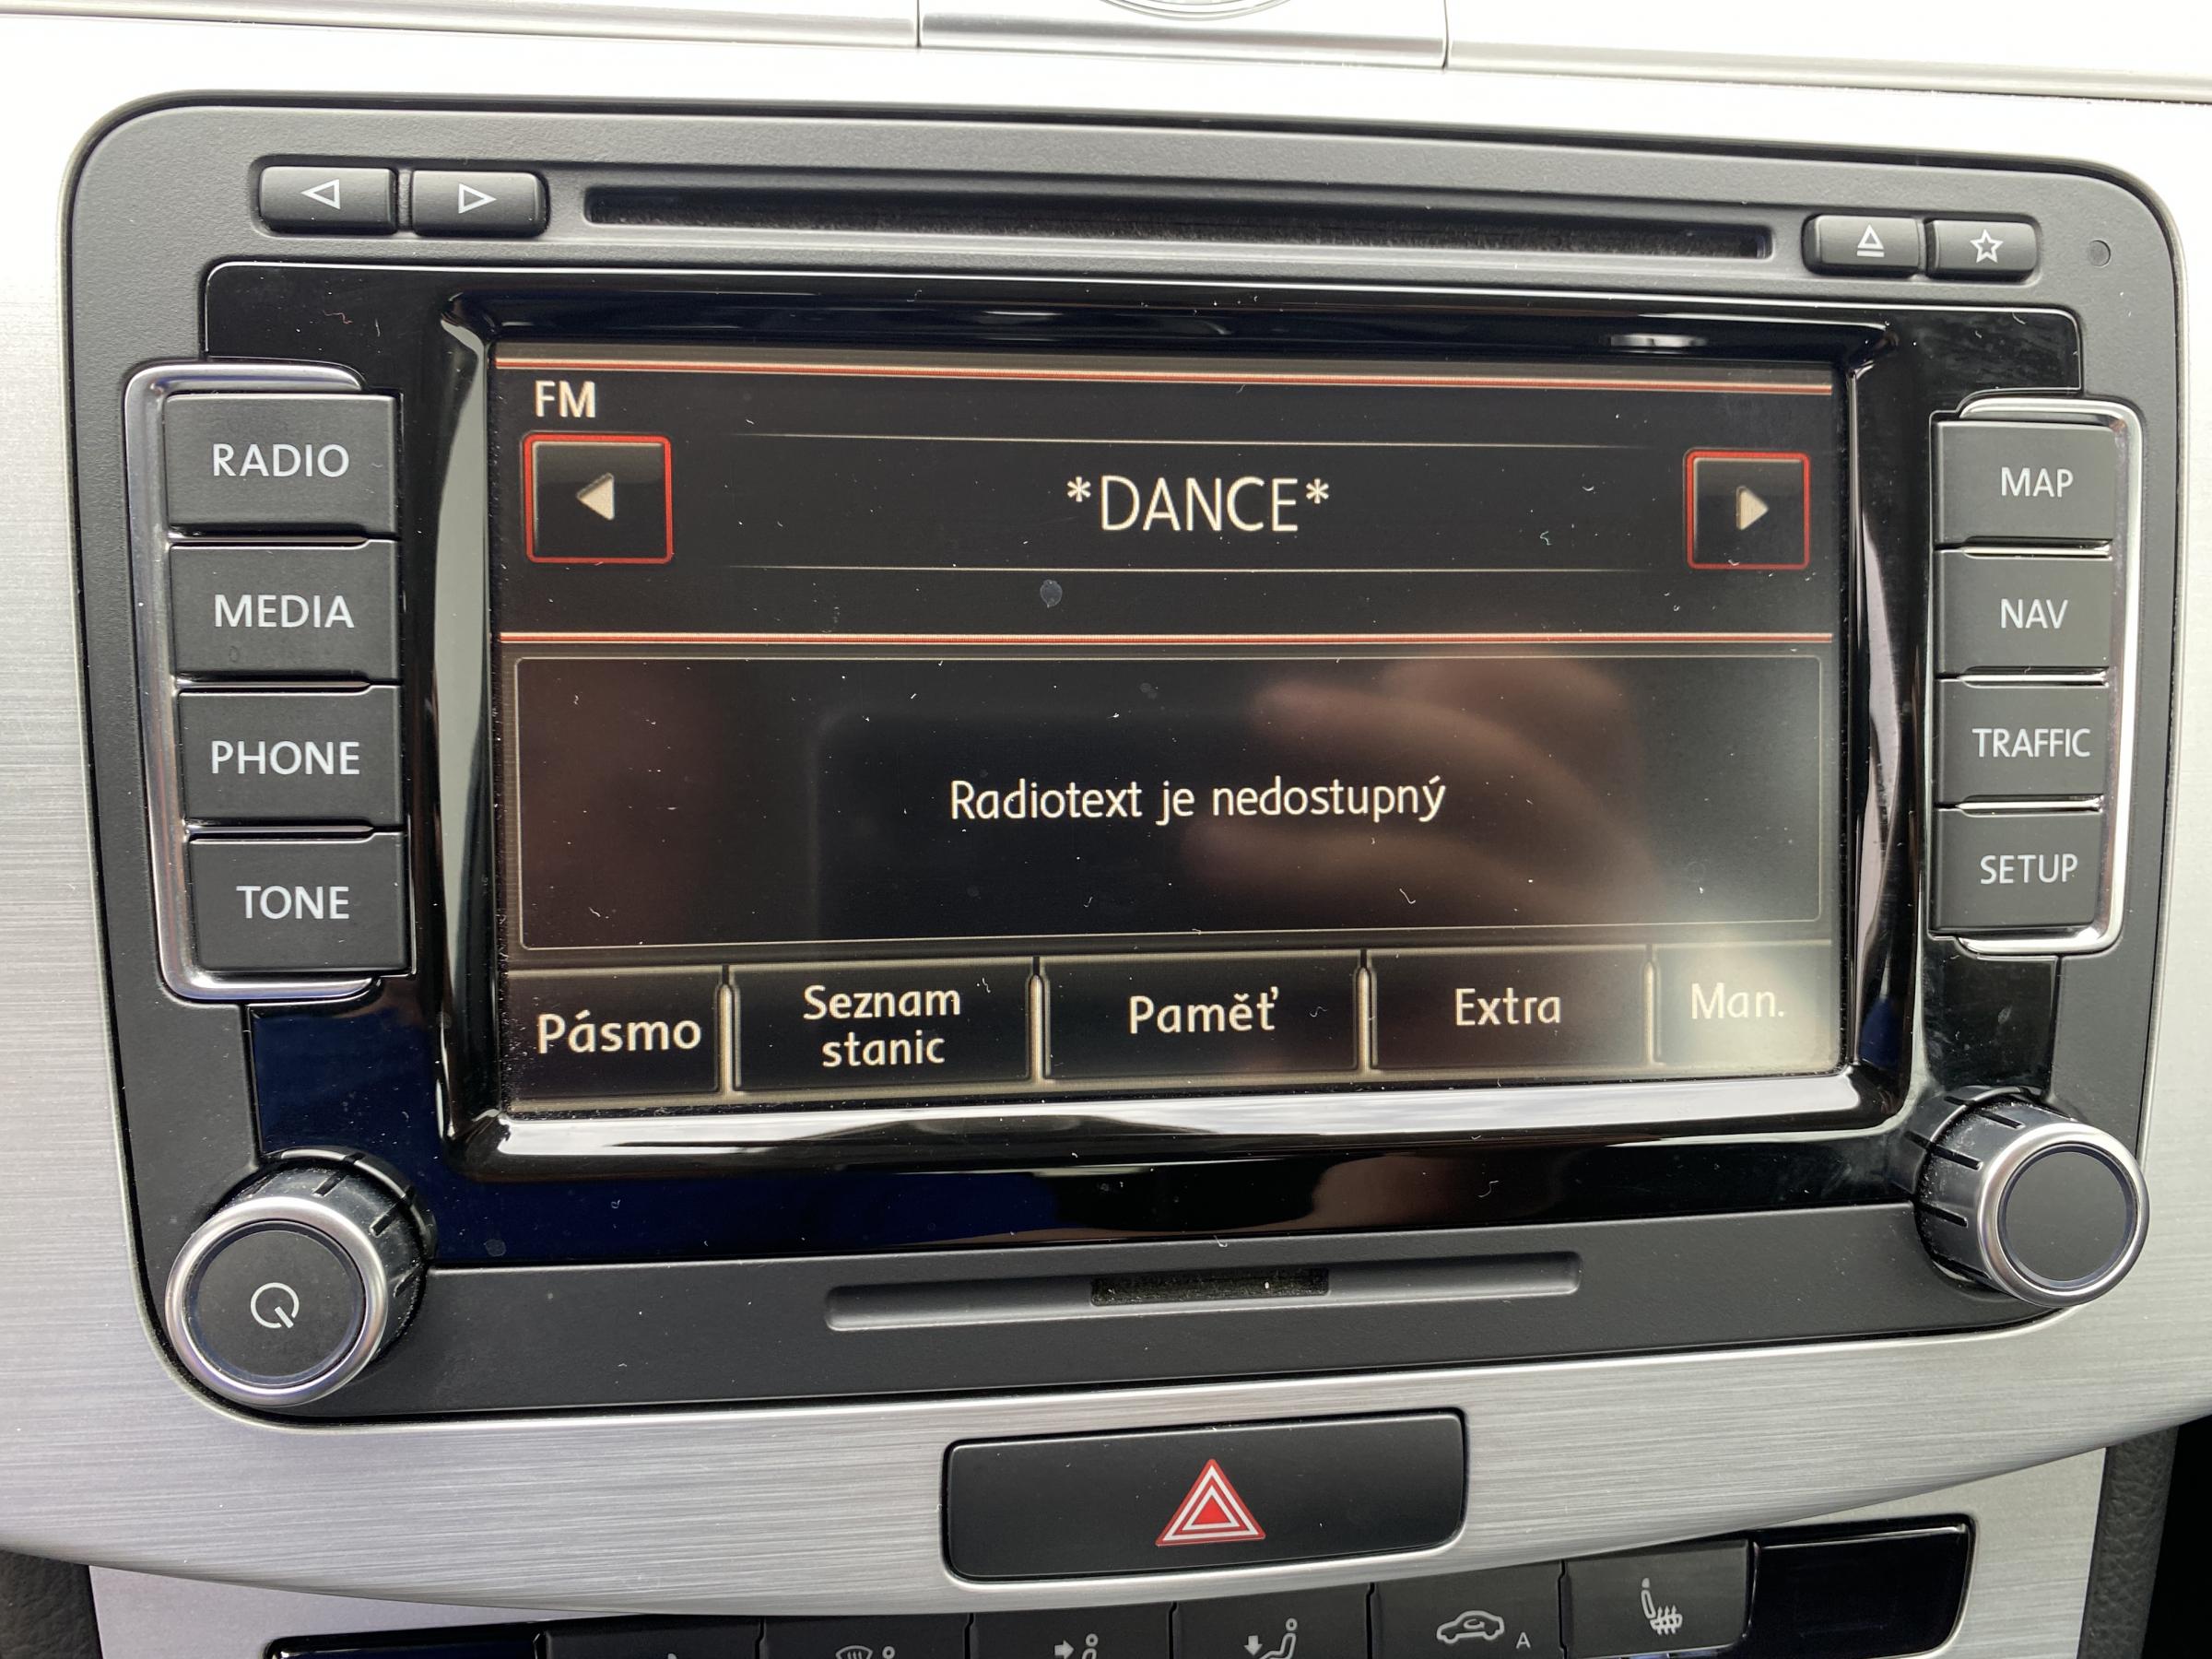 FM
*DANCE*
Radiotext je nedostupný
Pásmo
Seznam
stanic
Paměť
Extra
Man.
RADIO
MEDIA
PHONE
TONE
MAP
NAV
TRAFFIC
SETUP
A